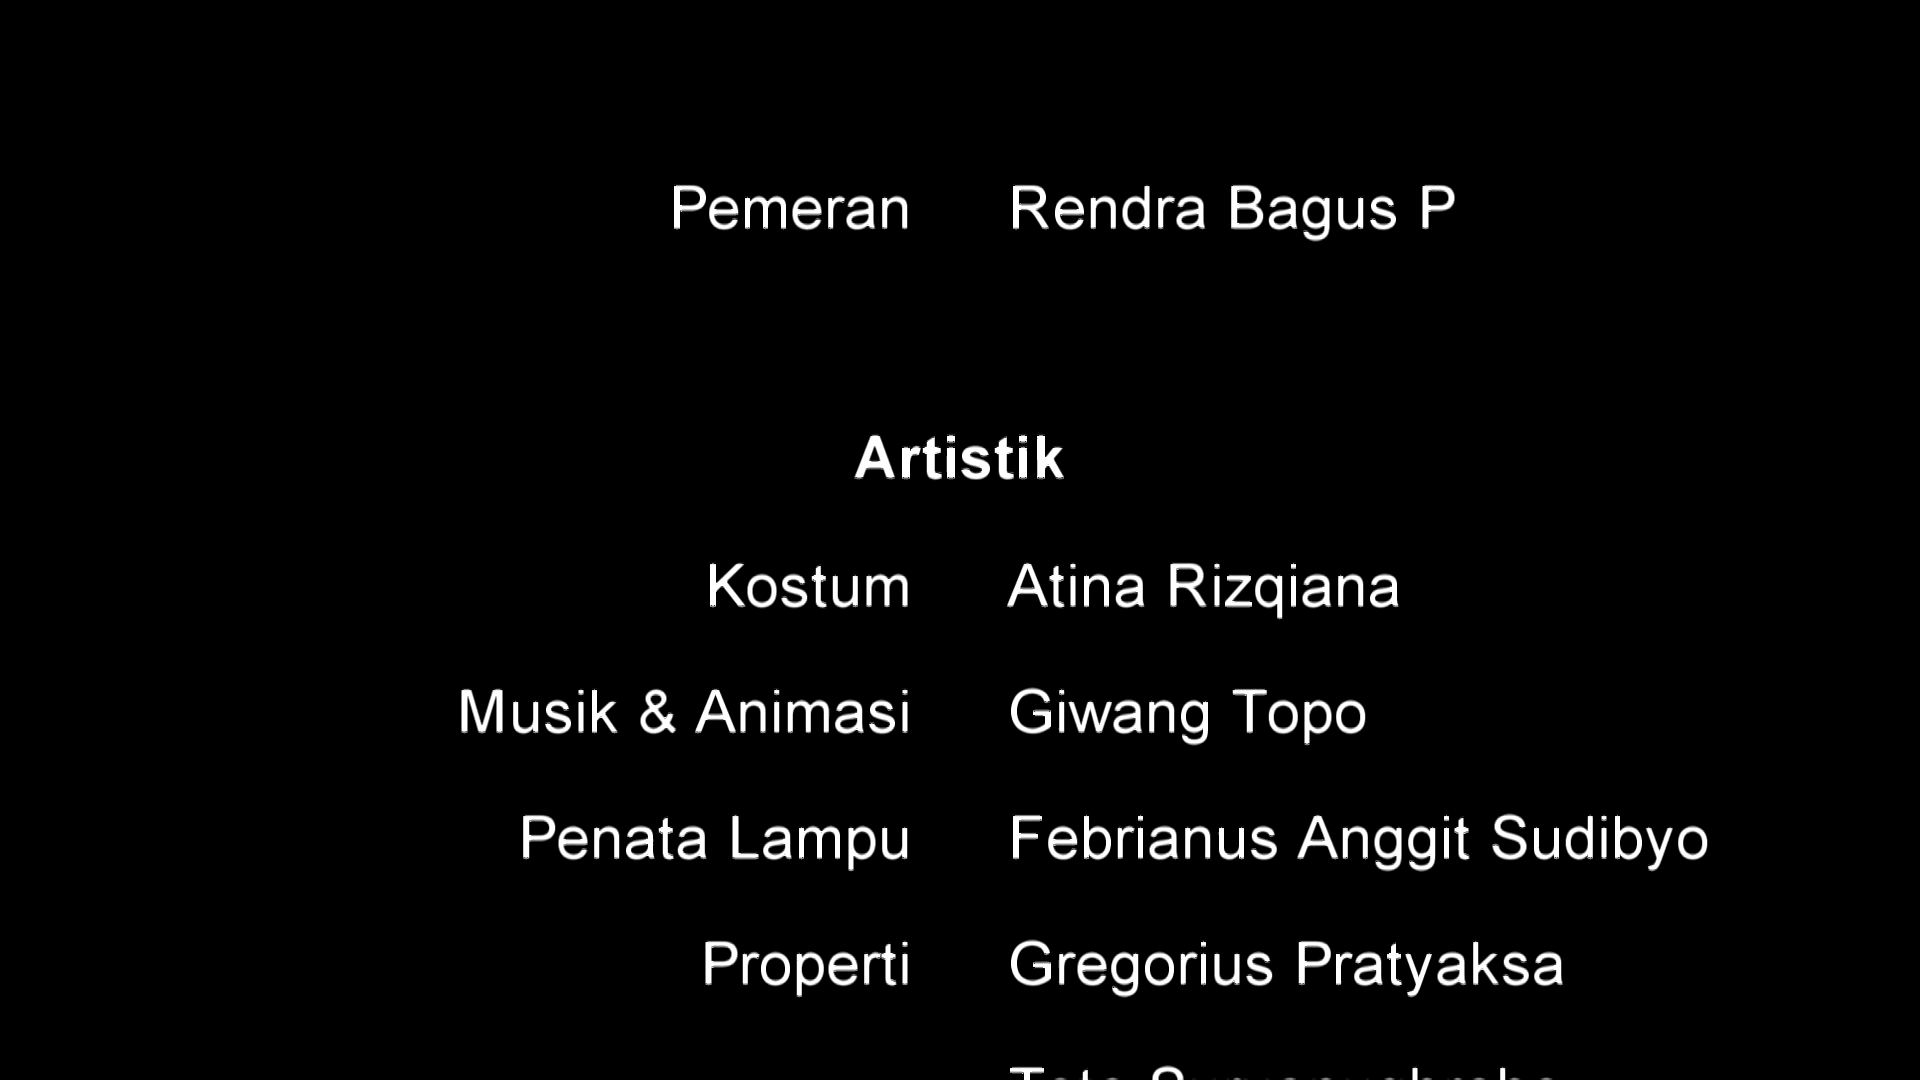 Pemeran Rendra Bagus P
Artistik
Kostum Atina Rizqiana
Musik & Animasi Giwang Topo
Penata Lampu Febrianus Anggit Sudibyo
Properti Gregorius Pratyaksa